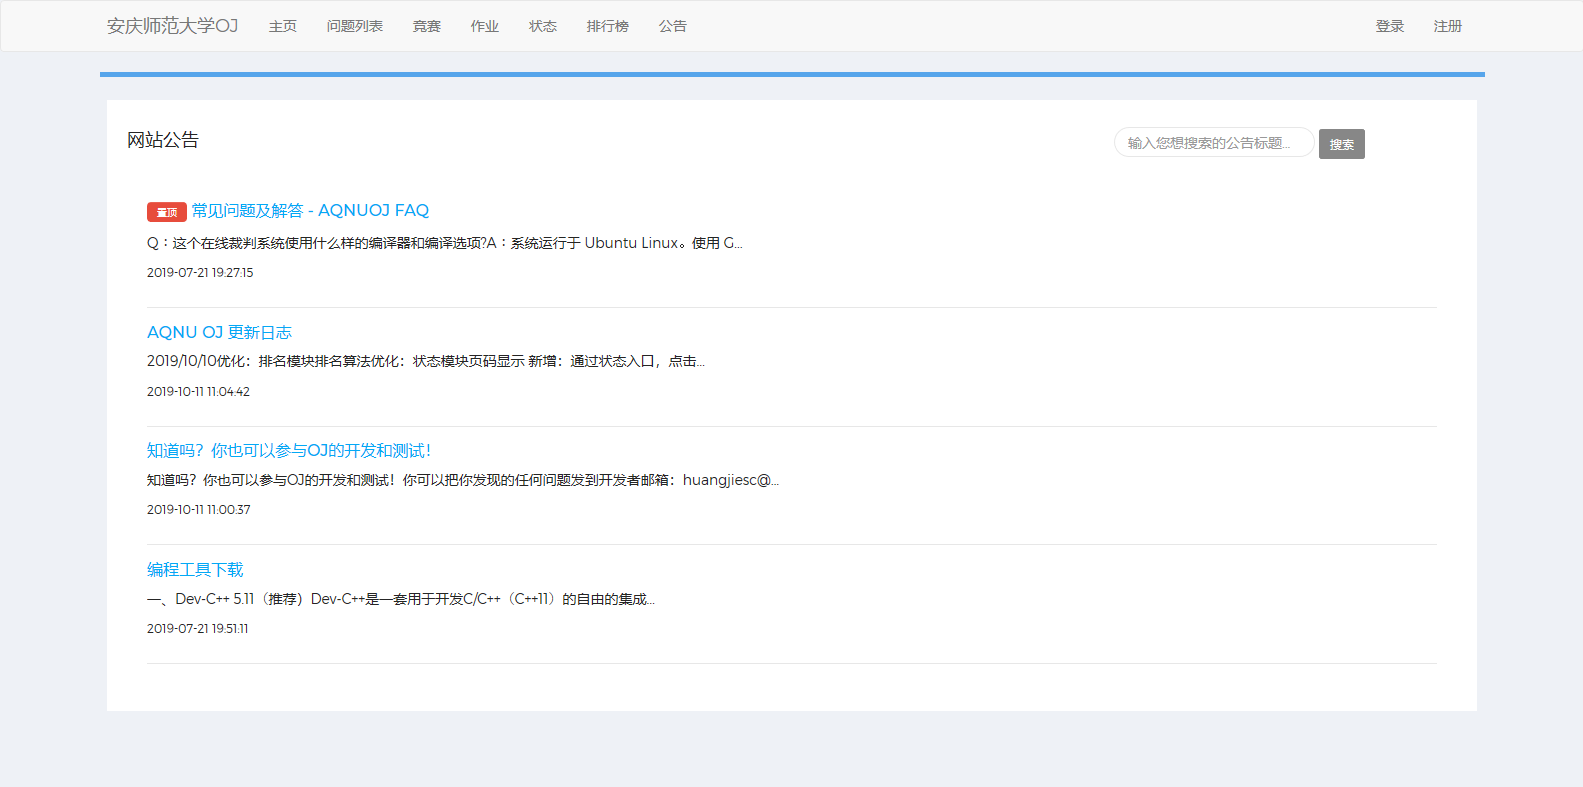 安庆师范大学OJ 主页 问题列表 竞赛 作业 状态 排行榜 公告 登录 注册
网站公告 输入您想搜索的公告标题... 搜索
置顶 常见问题及解答 - AQNUOJ FAQ
Q：这个在线裁判系统使用什么样的编译器和编译选项?A：系统运行于 Ubuntu Linux。使用 G...
2019-07-21 19:27:15
AQNU OJ 更新日志
2019/10/10优化：排名模块排名算法优化：状态模块页码显示 新增：通过状态入口，点击...
2019-10-11 11:04:42
知道吗？你也可以参与OJ的开发和测试！
知道吗？你也可以参与OJ的开发和测试！你可以把你发现的任何问题发到开发者邮箱：huangjiesc@...
2019-10-11 11:00:37
编程工具下载
一、Dev-C++ 5.11（推荐）Dev-C++是一套用于开发C/C++（C++11）的自由的集成...
2019-07-21 19:51:11